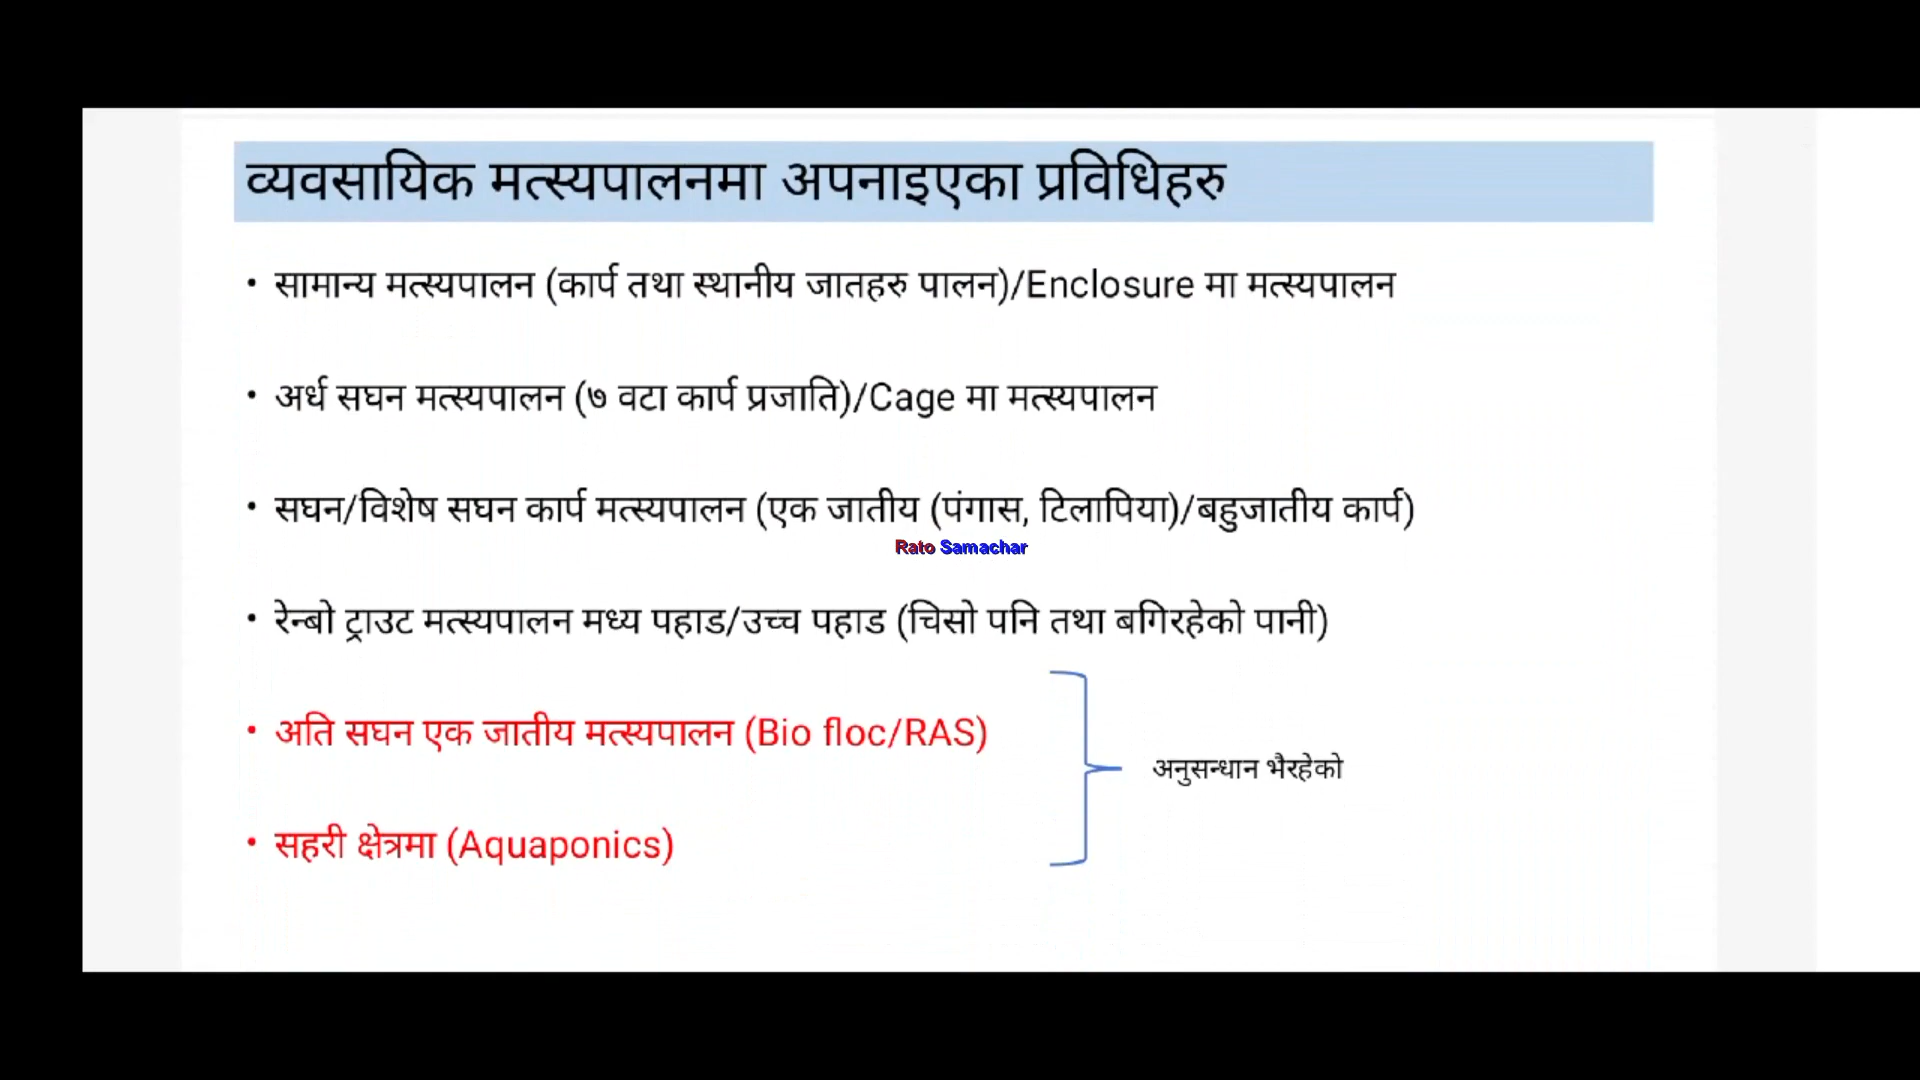 व्यवसायिक मत्स्यपालनमा अपनाइएका प्रविधिहरु
• सामान्य मत्स्यपालन (कार्प तथा स्थानीय जातहरु पालन)/Enclosure मा मत्स्यपालन
• अर्ध सघन मत्स्यपालन (७ वटा कार्प प्रजाति)/Cage मा मत्स्यपालन
• सघन/विशेष सघन कार्प मत्स्यपालन (एक जातीय (पंगास, टिलापिया)/बहुजातीय कार्प)
Rato Samachar
• रेन्बो ट्राउट मत्स्यपालन मध्य पहाड/उच्च पहाड (चिसो पनि तथा बगिरहेको पानी)
• अति सघन एक जातीय मत्स्यपालन (Bio floc/RAS)
अनुसन्धान भैरहेको
• सहरी क्षेत्रमा (Aquaponics)